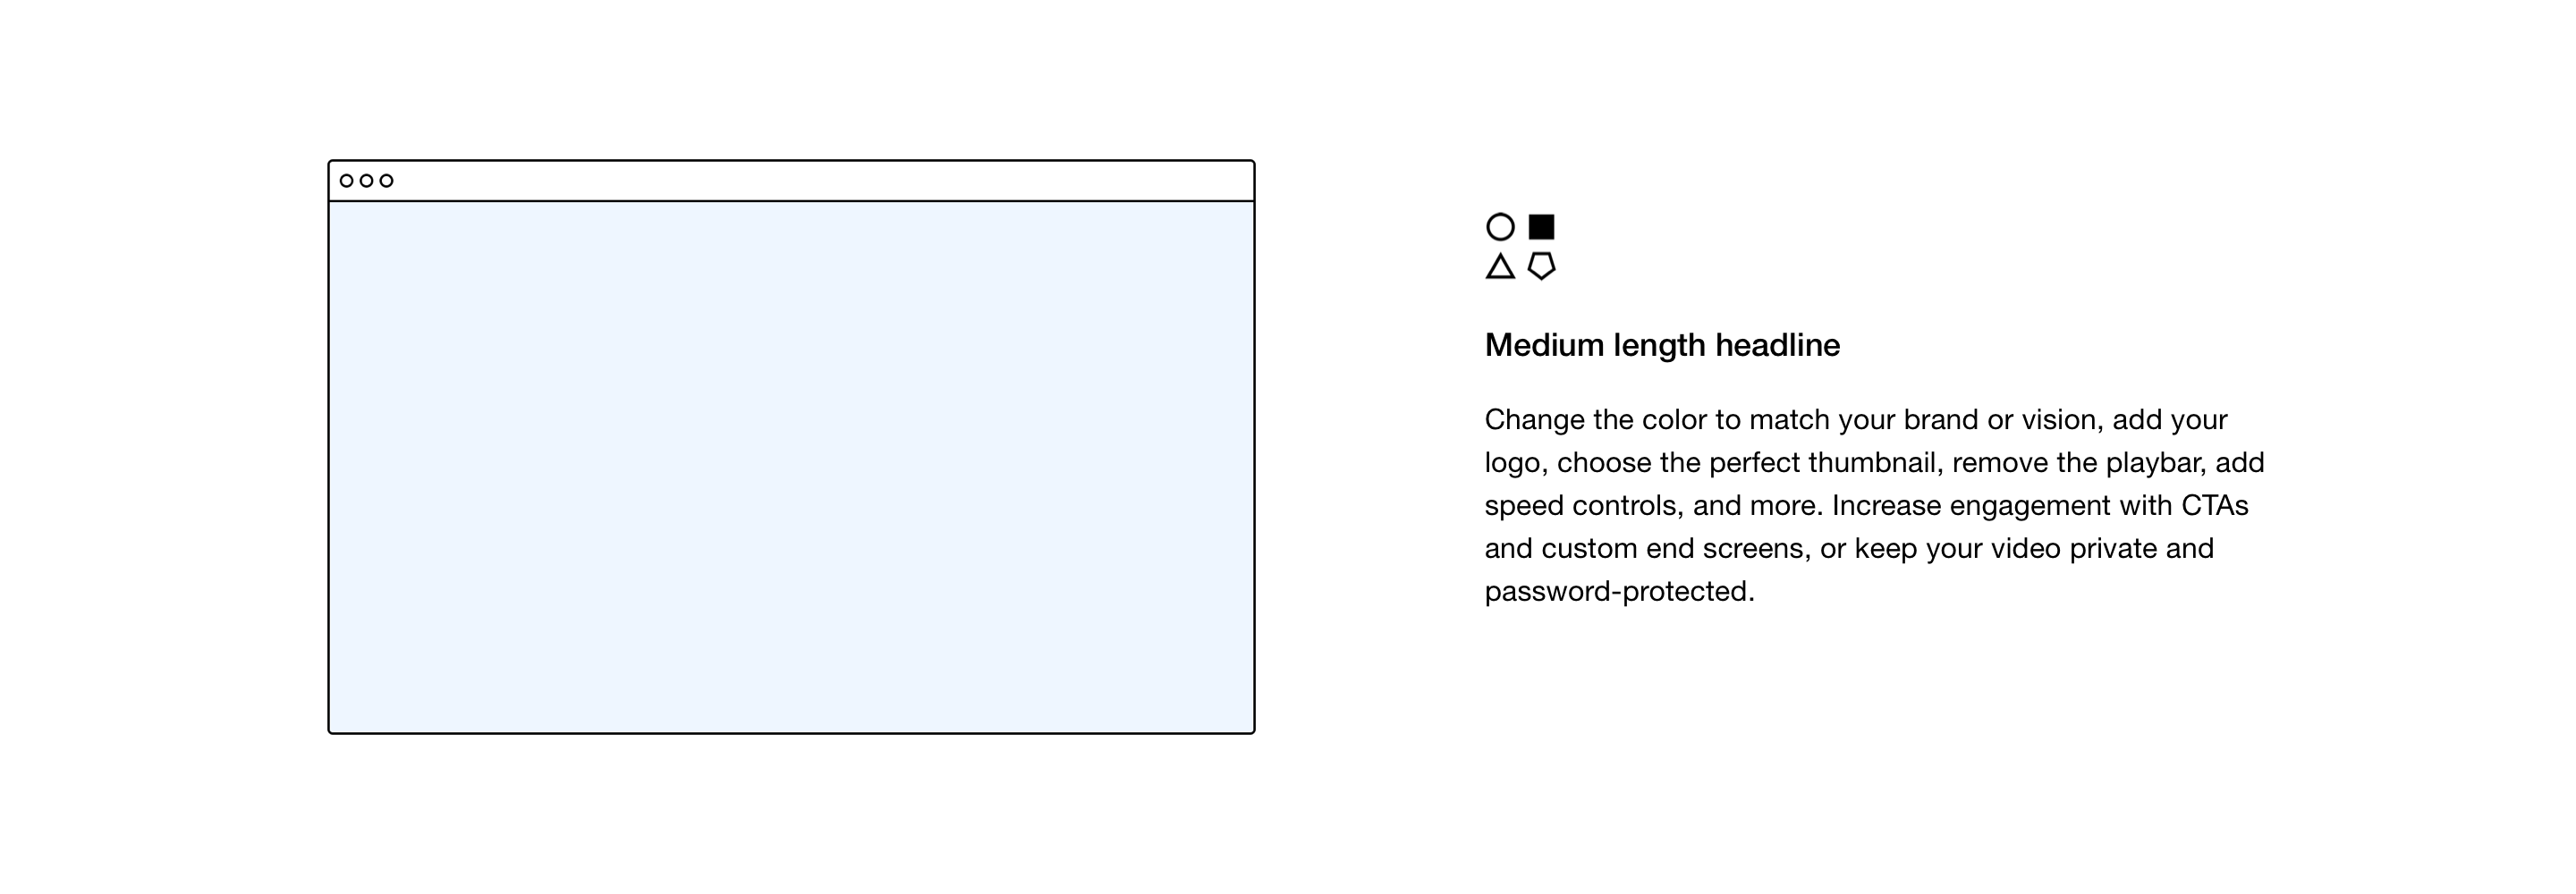 Medium length headline
Change the color to match your brand or vision, add your
logo, choose the perfect thumbnail, remove the playbar, add
speed controls, and more. Increase engagement with CTAs
and custom end screens, or keep your video private and
password-protected.